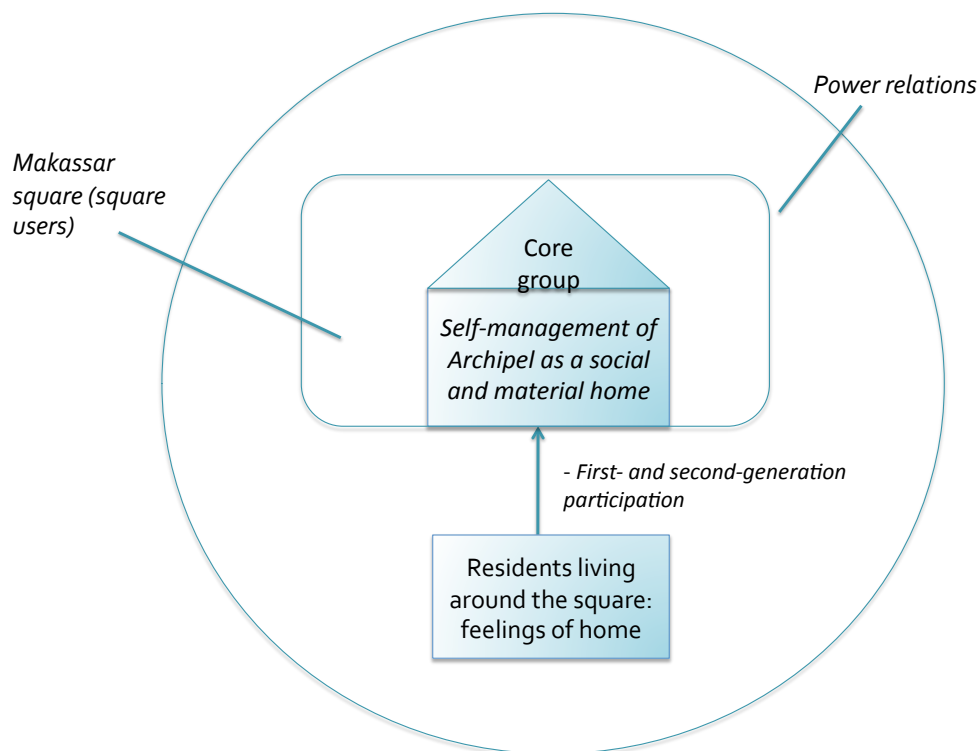 Power relations
Makassar
square (square
users)
Core
group
Self-management of
Archipel as a social
and material home
- First- and second-generation
participation
Residents living
around the square:
feelings of home